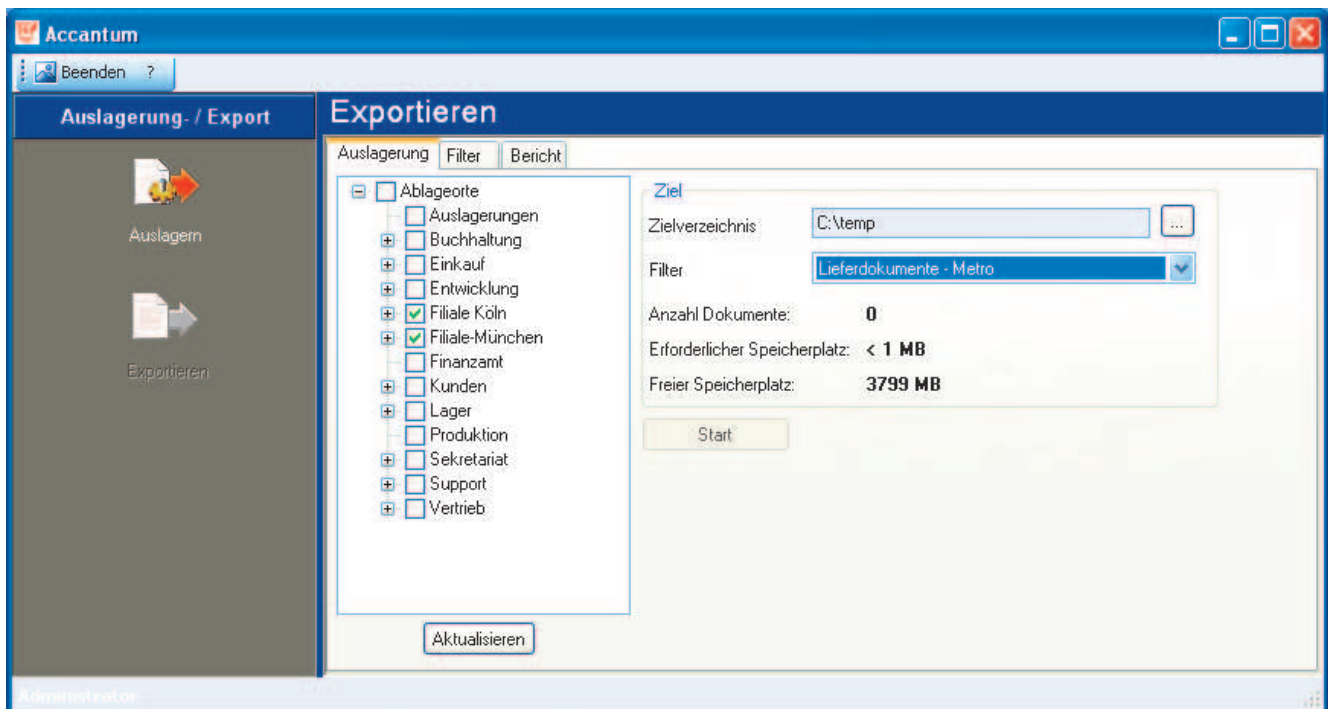 Accantum
Beenden ?
Auslagerung- / Export
Auslagern
Exportieren
Exportieren
Auslagerung Filter Bericht
Ablageorte
Auslagerungen
Buchhaltung
Einkauf
Entwicklung
Filiale Köln
Filiale-München
Finanzamt
Kunden
Lager
Produktion
Sekretariat
Support
Vertrieb
Aktualisieren
Ziel
Zielverzeichnis C:\temp ...
Filter Lieferdokumente - Metro
Anzahl Dokumente: 0
Erforderlicher Speicherplatz: < 1 MB
Freier Speicherplatz: 3799 MB
Start
Administrator